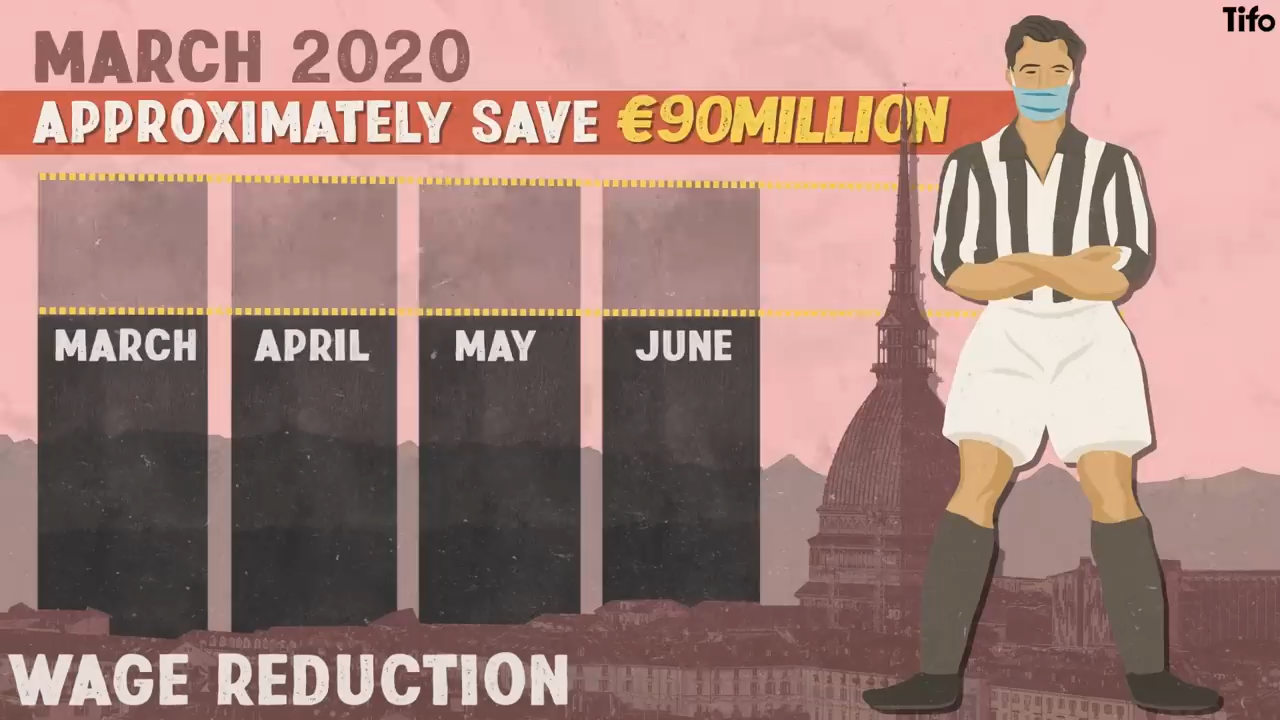 Tifo
MARCH 2020
APPROXIMATELY SAVE €90MILLION
MARCH APRIL MAY JUNE
WAGE REDUCTION